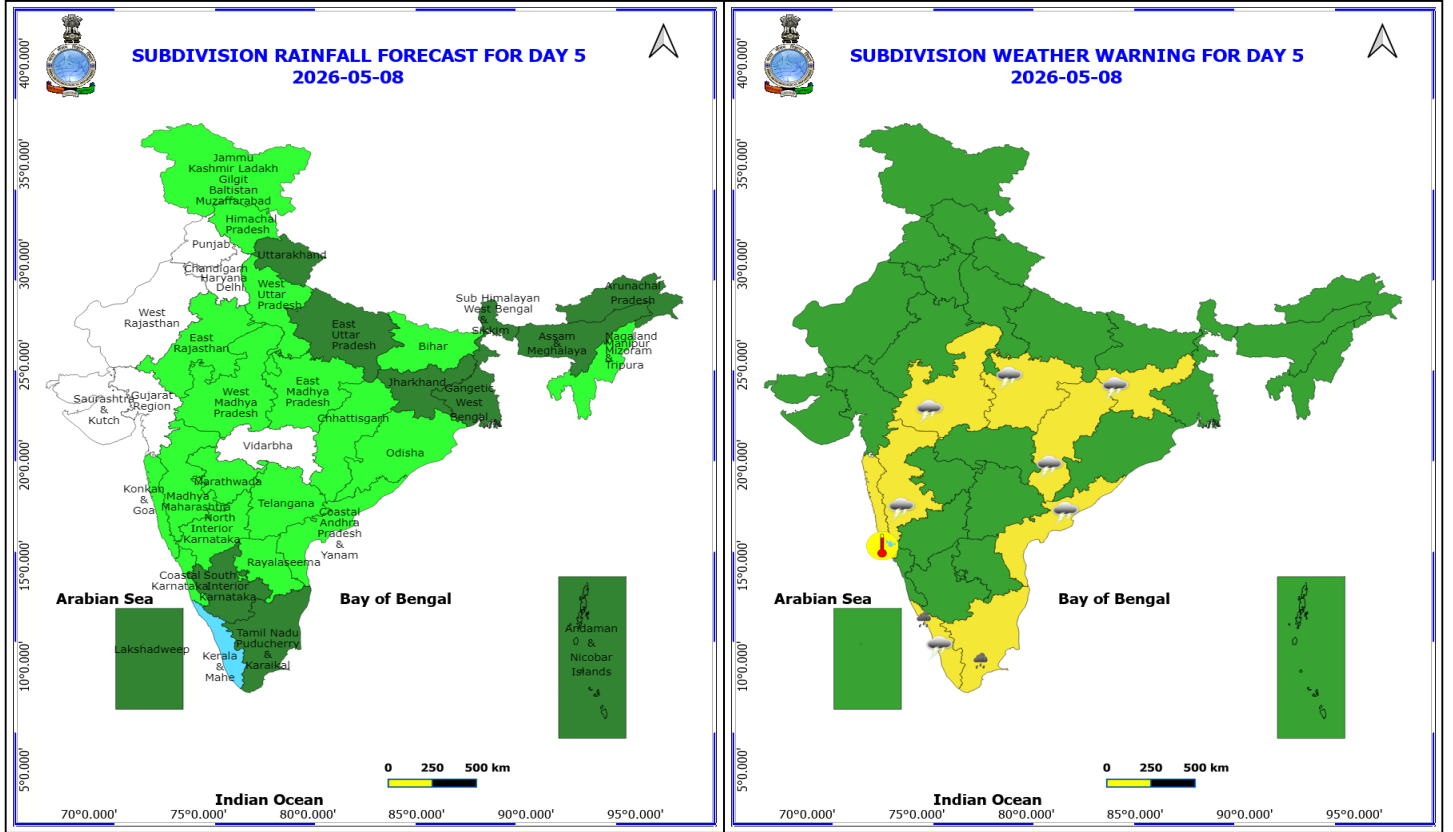 SUBDIVISION RAINFALL FORECAST FOR DAY 5
2026-05-08
40°0.000'
35°0.000'
30°0.000'
25°0.000'
20°0.000'
15°0.000'
10°0.000'
5°0.000'
Jammu
Kashmir Ladakh
Gilgit
Baltistan
Muzaffarabad
Himachal
Pradesh
Punjab
Uttarakhand
Chandigarh
Haryana
Delhi
West
Uttar
Pradesh
West
Rajasthan
East
Rajasthan
East
Uttar
Pradesh
Bihar
Sub Himalayan
West Bengal
&
Sikkim
Arunachal
Pradesh
Assam
&
Meghalaya
Nagaland
Manipur
Mizoram
&
Tripura
Saurashtra
&
Kutch
Gujarat
Region
West
Madhya
Pradesh
East
Madhya
Pradesh
Jharkhand
Gangetic
West
Bengal
Chhattisgarh
Vidarbha
Odisha
Konkan
&
Goa
Madhya
Maharashtra
Marathwada
Telangana
North
Interior
Karnataka
Coastal
Andhra
Pradesh
&
Yanam
Rayalaseema
Coastal
Karnataka
South
Interior
Karnataka
Tamil Nadu
Puducherry
&
Karaikal
Kerala
&
Mahe
Lakshadweep
Andaman
&
Nicobar
Islands
Arabian Sea
Bay of Bengal
Indian Ocean
0 250 500 km
70°0.000' 75°0.000' 80°0.000' 85°0.000' 90°0.000' 95°0.000'
SUBDIVISION WEATHER WARNING FOR DAY 5
2026-05-08
40°0.000'
35°0.000'
30°0.000'
25°0.000'
20°0.000'
15°0.000'
10°0.000'
5°0.000'
Arabian Sea
Bay of Bengal
Indian Ocean
0 250 500 km
70°0.000' 75°0.000' 80°0.000' 85°0.000' 90°0.000' 95°0.000'